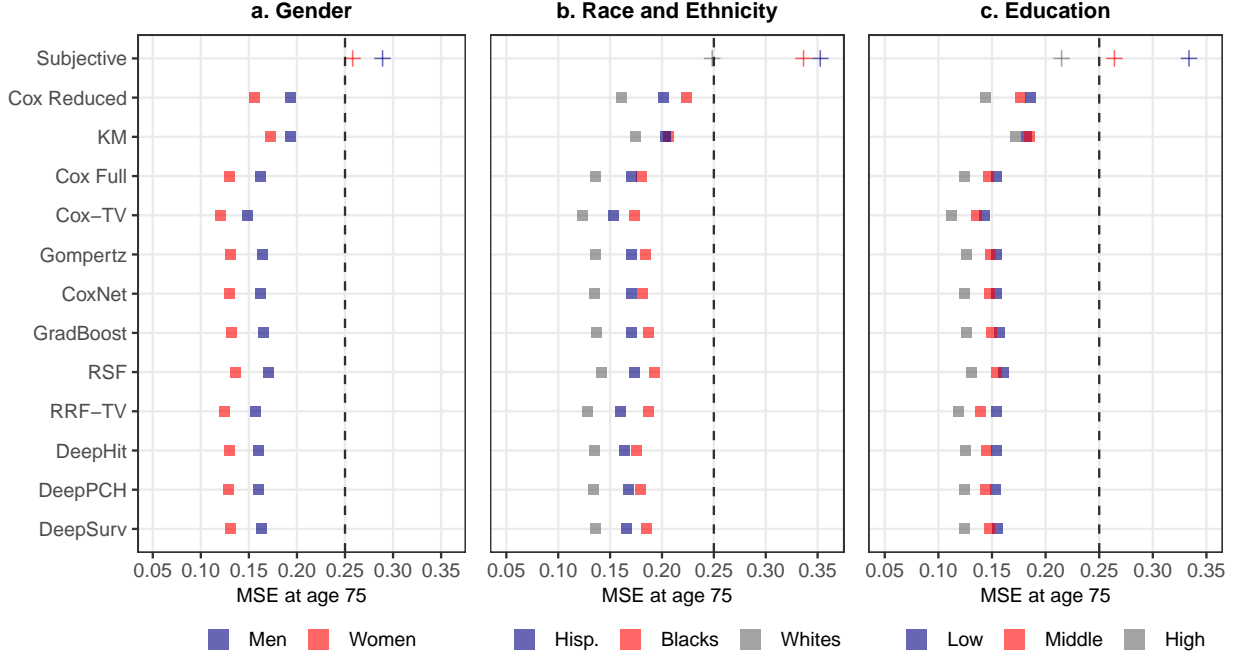 a. Gender
b. Race and Ethnicity
c. Education
Subjective
Cox Reduced
KM
Cox Full
Cox−TV
Gompertz
CoxNet
GradBoost
RSF
RRF−TV
DeepHit
DeepPCH
DeepSurv
0.05 0.10 0.15 0.20 0.25 0.30 0.35
0.05 0.10 0.15 0.20 0.25 0.30 0.35
0.05 0.10 0.15 0.20 0.25 0.30 0.35
MSE at age 75
MSE at age 75
MSE at age 75
Men Women
Hisp. Blacks Whites
Low Middle High